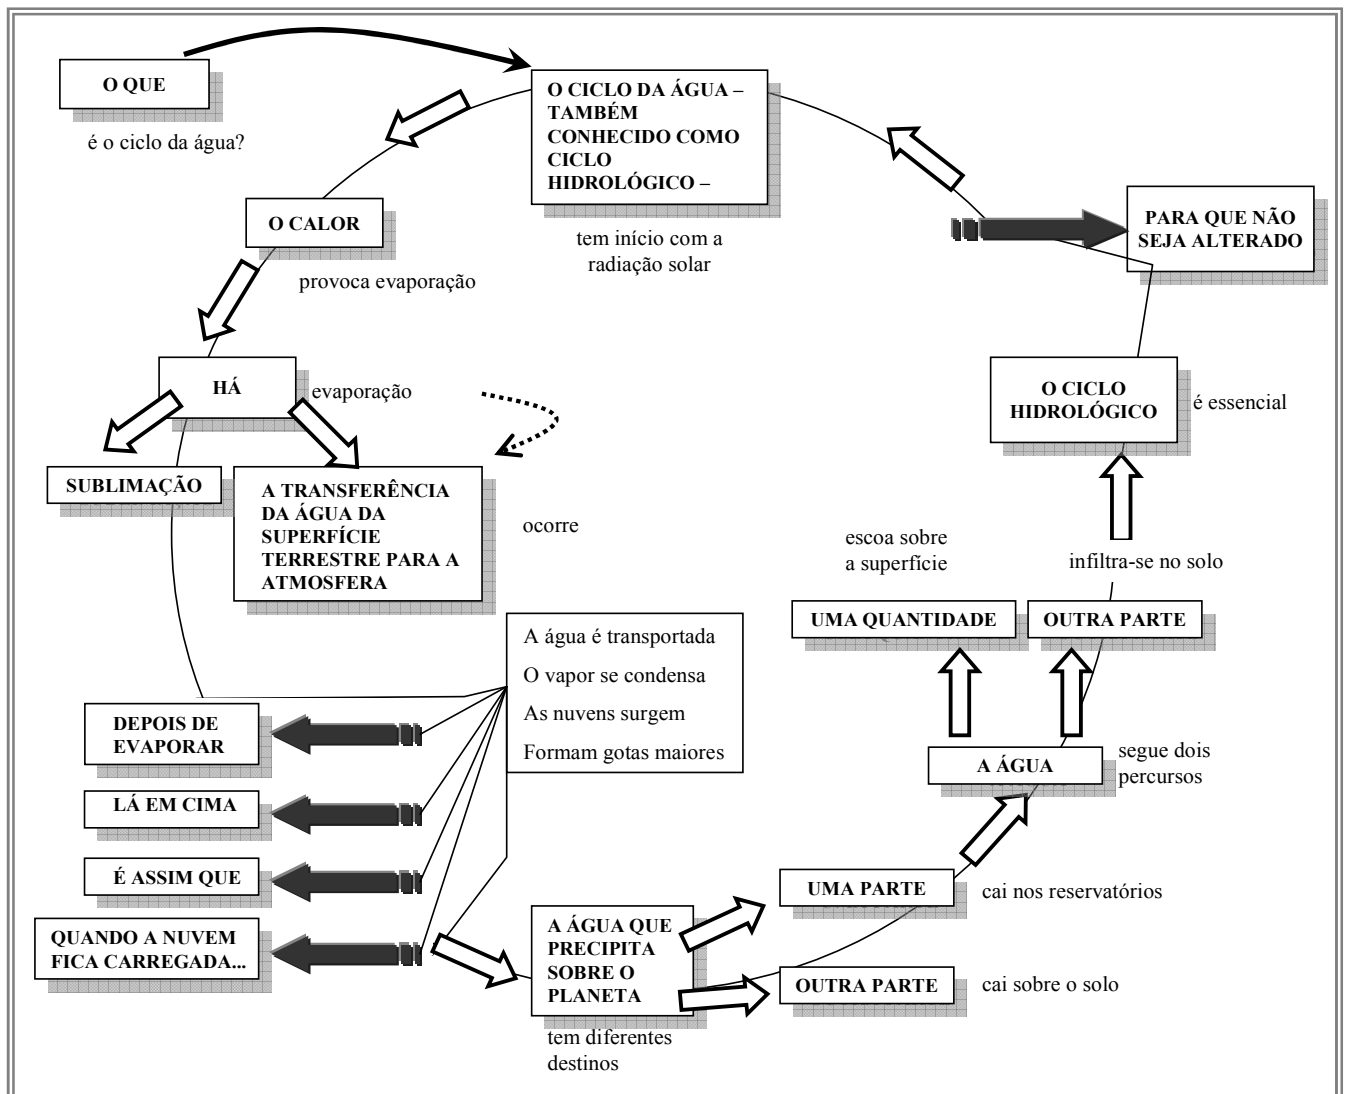 O QUE
é o ciclo da água?
O CICLO DA ÁGUA –
TAMBÉM
CONHECIDO COMO
CICLO
HIDROLÓGICO –
tem início com a
radiação solar
O CALOR
provoca evaporação
HÁ
evaporação
SUBLIMAÇÃO
A TRANSFERÊNCIA
DA ÁGUA DA
SUPERFÍCIE
TERRESTRE PARA A
ATMOSFERA
ocorre
A água é transportada
O vapor se condensa
As nuvens surgem
Formam gotas maiores
DEPOIS DE
EVAPORAR
LÁ EM CIMA
É ASSIM QUE
QUANDO A NUVEM
FICA CARREGADA...
A ÁGUA QUE
PRECIPITA
SOBRE O
PLANETA
tem diferentes
destinos
UMA PARTE
cai nos reservatórios
OUTRA PARTE
cai sobre o solo
A ÁGUA
segue dois
percursos
UMA QUANTIDADE
escoa sobre
a superfície
OUTRA PARTE
infiltra-se no solo
O CICLO
HIDROLÓGICO
é essencial
PARA QUE NÃO
SEJA ALTERADO